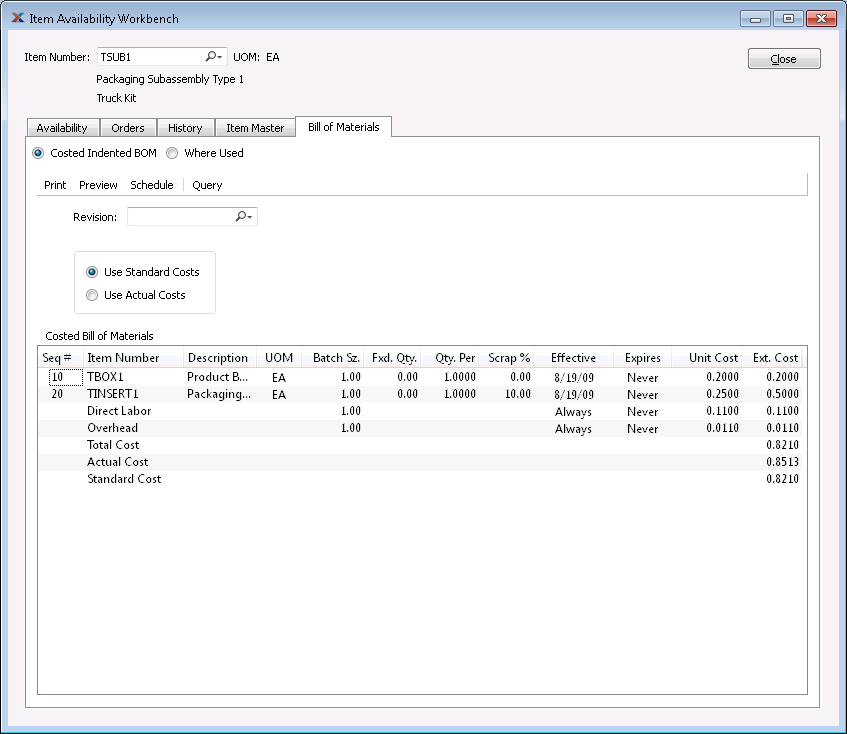 Item Availability Workbench
Item Number: TSUB1 UOM: EA
Close
Packaging Subassembly Type 1
Truck Kit
Availability Orders History Item Master Bill of Materials
Costed Indented BOM Where Used
Print Preview Schedule Query
Revision:
Use Standard Costs
Use Actual Costs
Costed Bill of Materials
Seq # Item Number Description UOM Batch Sz. Fxd. Qty. Qty. Per Scrap % Effective Expires Unit Cost Ext. Cost
10 TBOX1 Product B... EA 1.00 0.00 1.0000 0.00 8/19/09 Never 0.2000 0.2000
20 TINSERT1 Packaging... EA 1.00 0.00 1.0000 10.00 8/19/09 Never 0.2500 0.5000
Direct Labor 1.00 Always Never 0.1100 0.1100
Overhead 1.00 Always Never 0.0110 0.0110
Total Cost 0.8210
Actual Cost 0.8513
Standard Cost 0.8210